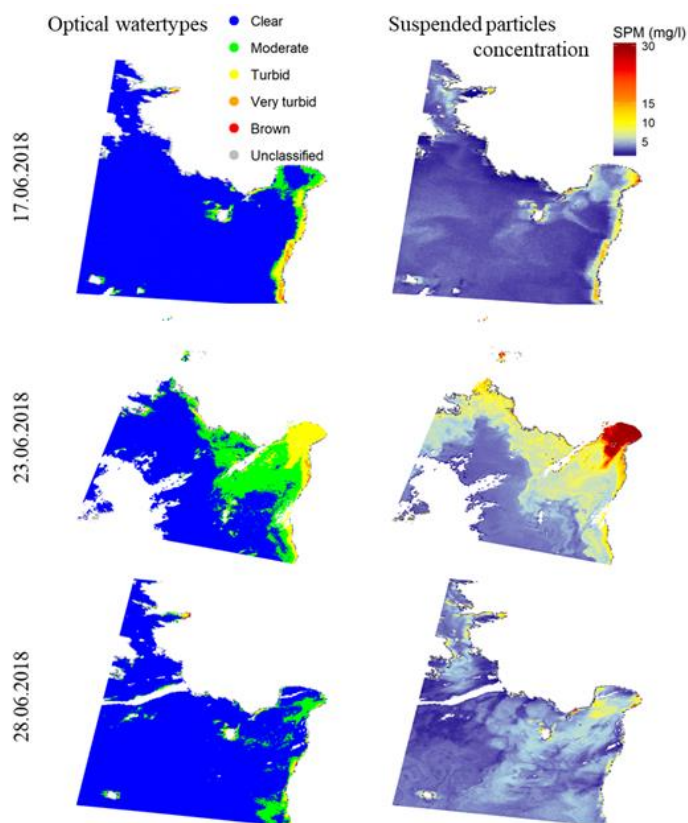 Optical watertypes
Clear
Moderate
Turbid
Very turbid
Brown
Unclassified
Suspended particles
concentration
SPM (mg/l)
30
15
10
5
17.06.2018
23.06.2018
28.06.2018